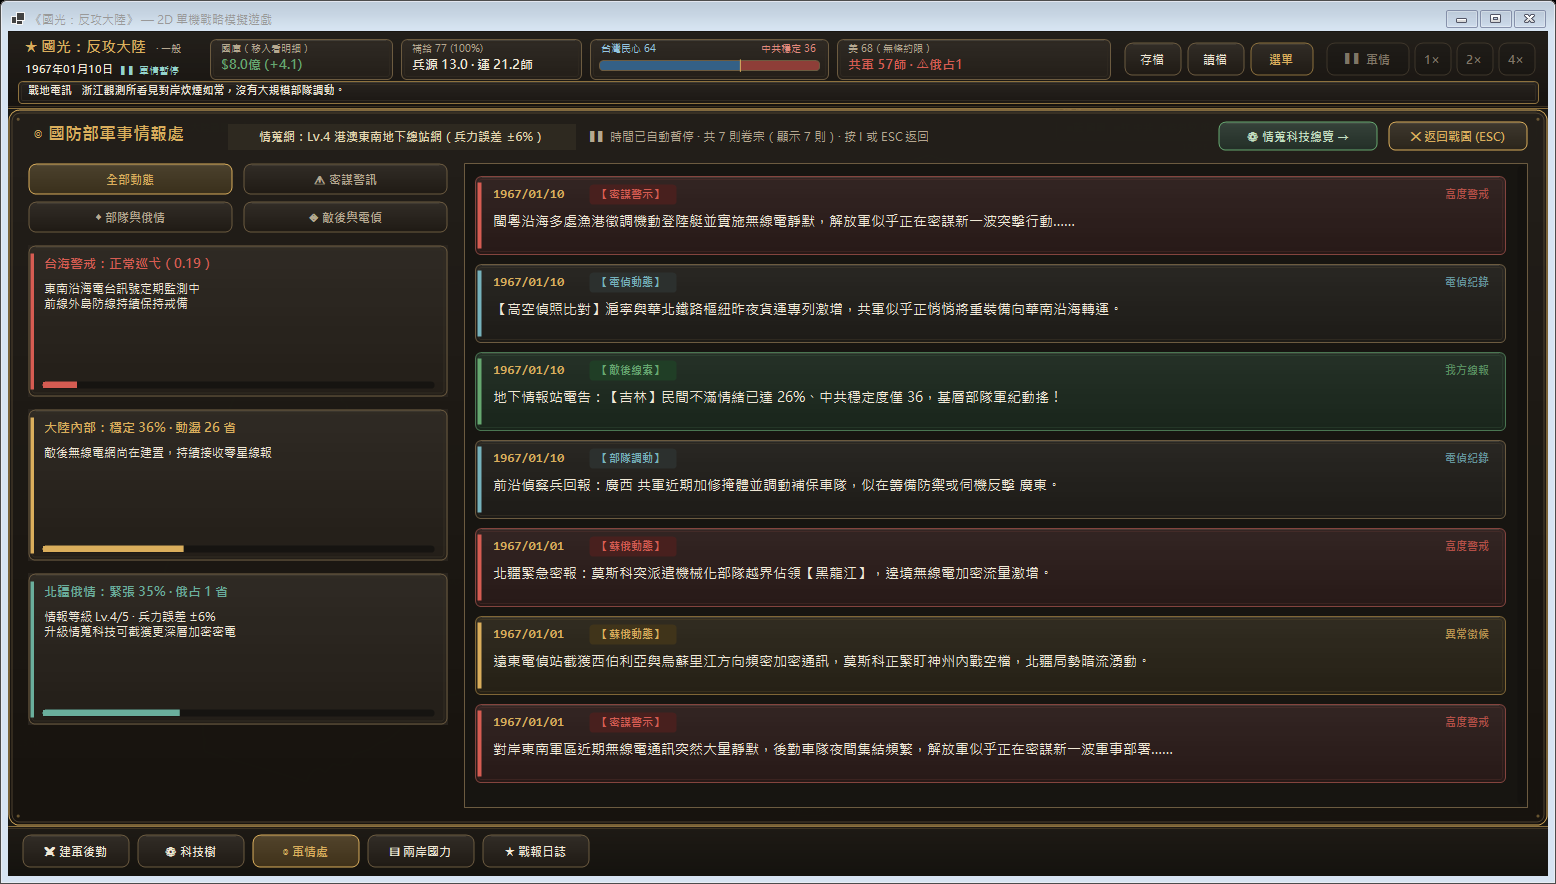 《國光：反攻大陸》 — 2D 單機戰略模擬遊戲
★ 國光：反攻大陸 · 一般
1967年01月10日 ▮▮ 軍情暫停
國庫（移入看明細）
$8.0億 (+4.1)
補給 77 (100%)
兵源 13.0 · 運 21.2師
台灣民心 64 中共穩定 36
美 68（無條約限）
共軍 57師 · ⚠俄占1
存檔
讀檔
選單
▮▮ 軍情
1×
2×
4×
戰地電訊 浙江觀測所看見對岸炊煙如常，沒有大規模部隊調動。
◎ 國防部軍事情報處
情蒐網：Lv.4 港澳東南地下總站網（兵力誤差 ±6%）
▮▮ 時間已自動暫停 · 共 7 則卷宗（顯示 7 則）· 按 I 或 ESC 返回
情蒐科技總覽 →
✕ 返回戰圖 (ESC)
全部動態
⚠ 密謀警訊
部隊與俄情
◆ 敵後與電偵
台海警戒：正常巡弋（0.19）
東南沿海電台訊號定期監測中
前線外島防線持續保持戒備
大陸內部：穩定 36% · 動盪 26 省
敵後無線電網尚在建置，持續接收零星線報
北疆俄情：緊張 35% · 俄占 1 省
情報等級 Lv.4/5 · 兵力誤差 ±6%
升級情蒐科技可截獲更深層加密密電
1967/01/10 【密謀警示】 高度警戒
閩粵沿海多處漁港徵調機動登陸艇並實施無線電靜默，解放軍似乎正在密謀新一波突擊行動……
1967/01/10 【電偵動態】 電偵紀錄
【高空偵照比對】滬寧與華北鐵路樞紐昨夜貨運專列激增，共軍似乎正悄悄將重裝備向華南沿海轉運。
1967/01/10 【敵後線索】 我方線報
地下情報站電告：【吉林】民間不滿情緒已達 26%、中共穩定度僅 36，基層部隊軍紀動搖！
1967/01/10 【部隊調動】 電偵紀錄
前沿偵察兵回報：廣西 共軍近期加修掩體並調動補保車隊，似在籌備防禦或伺機反擊 廣東。
1967/01/01 【蘇俄動態】 高度警戒
北疆緊急密報：莫斯科突派遣機械化部隊越界佔領【黑龍江】，邊境無線電加密流量激增。
1967/01/01 【蘇俄動態】 異常徵候
遠東電偵站截獲西伯利亞與烏蘇里江方向頻密加密通訊，莫斯科正緊盯神州內戰空檔，北疆局勢暗流湧動。
1967/01/01 【密謀警示】 高度警戒
對岸東南軍區近期無線電通訊突然大量靜默，後勤車隊夜間集結頻繁，解放軍似乎正在密謀新一波軍事部署……
建軍後勤
科技樹
軍情處
兩岸國力
★ 戰報日誌